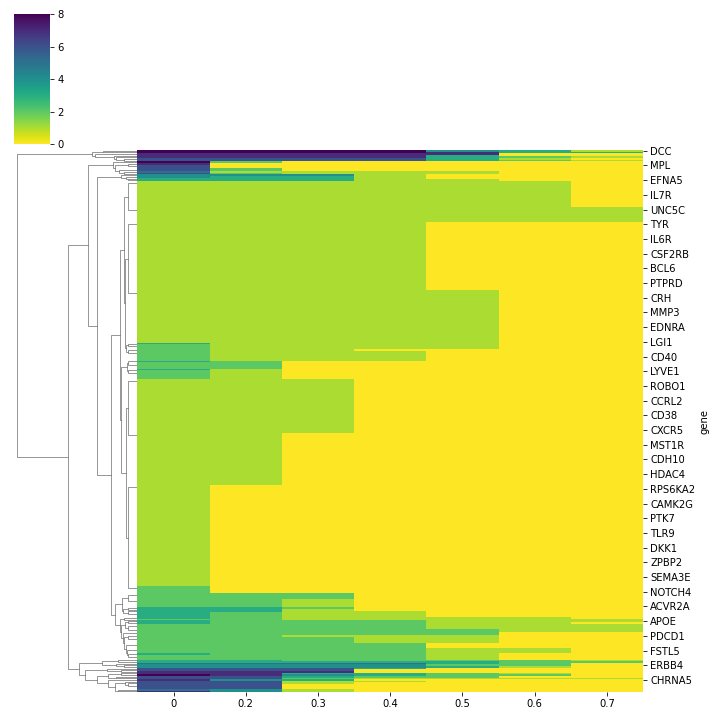 8
6
4
2
0
DCC
MPL
EFNA5
IL7R
UNC5C
TYR
IL6R
CSF2RB
BCL6
PTPRD
CRH
MMP3
EDNRA
LGI1
CD40
LYVE1
ROBO1
CCRL2
CD38
CXCR5
MST1R
CDH10
HDAC4
RPS6KA2
CAMK2G
PTK7
TLR9
DKK1
ZPBP2
SEMA3E
NOTCH4
ACVR2A
APOE
PDCD1
FSTL5
ERBB4
CHRNA5
gene
0 0.2 0.3 0.4 0.5 0.6 0.7